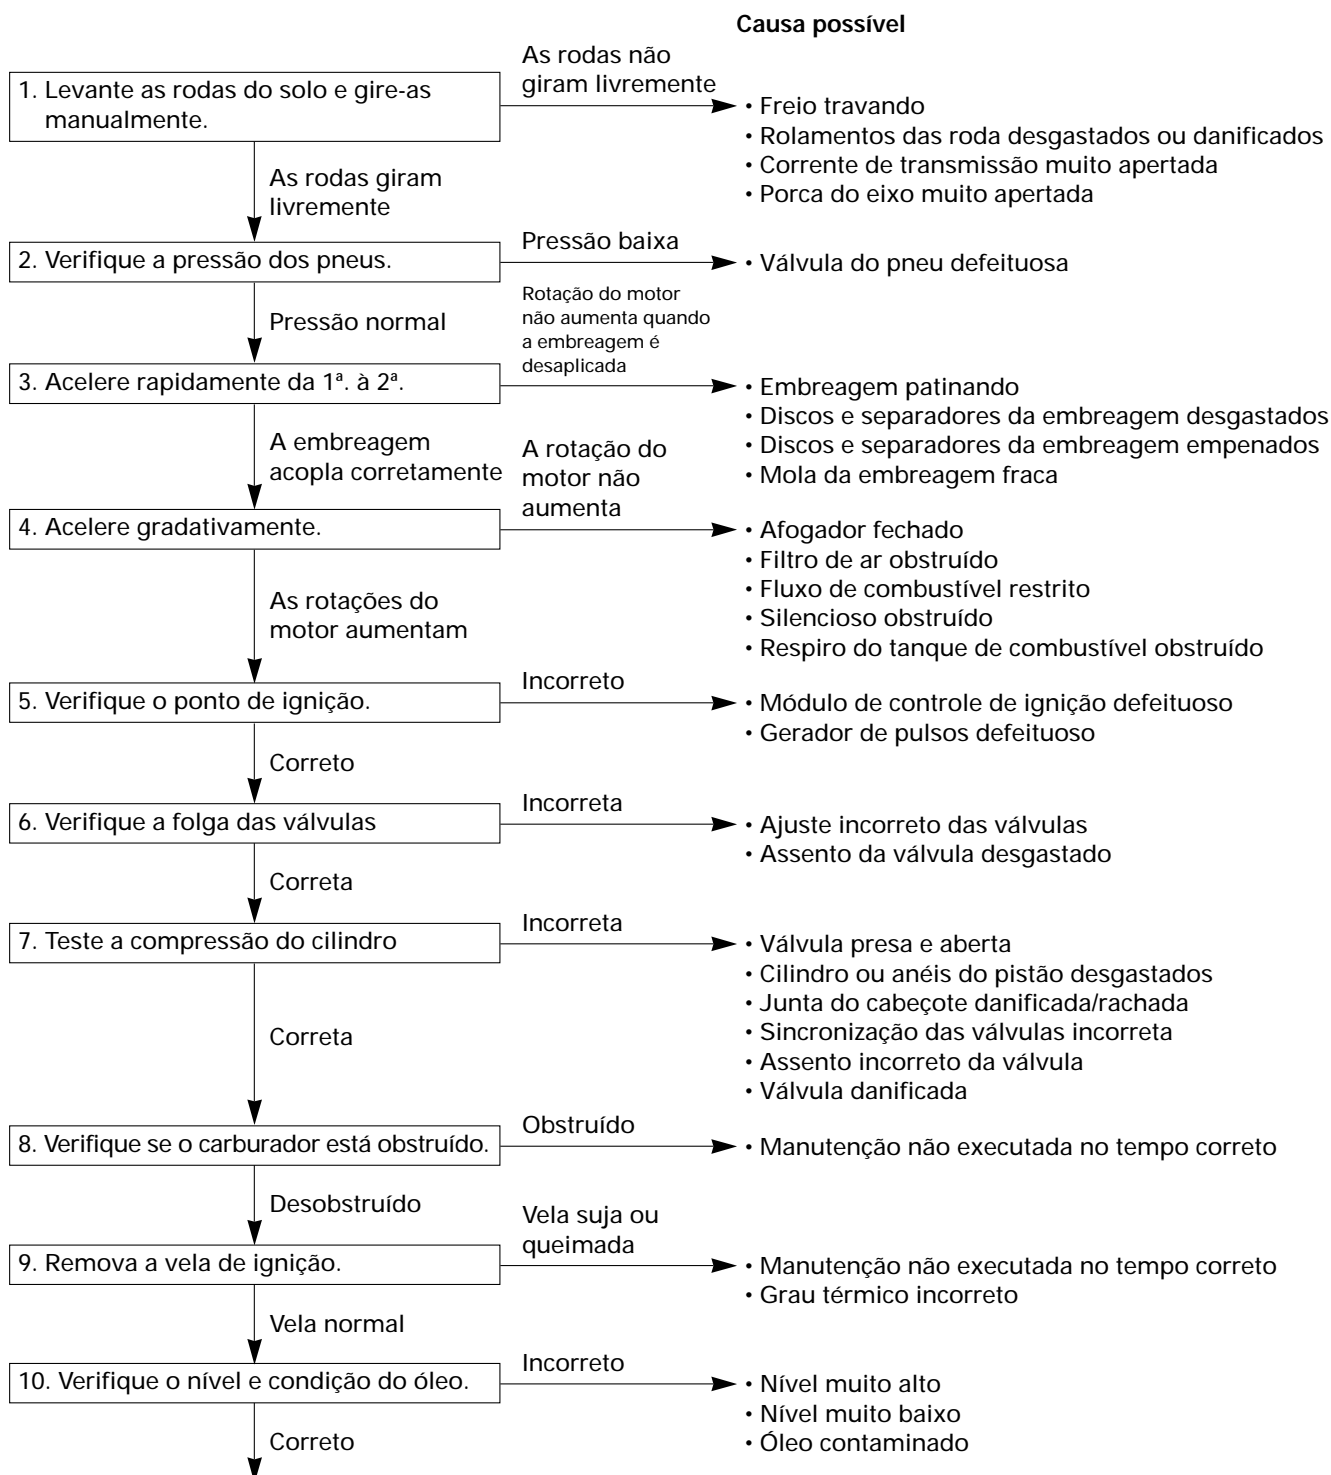 Causa possível
As rodas não
giram livremente
1. Levante as rodas do solo e gire-as
manualmente.
• Freio travando
• Rolamentos das roda desgastados ou danificados
• Corrente de transmissão muito apertada
• Porca do eixo muito apertada
As rodas giram
livremente
Pressão baixa
2. Verifique a pressão dos pneus.
• Válvula do pneu defeituosa
Pressão normal
Rotação do motor
não aumenta quando
a embreagem é
desaplicada
3. Acelere rapidamente da 1ª. à 2ª.
• Embreagem patinando
• Discos e separadores da embreagem desgastados
• Discos e separadores da embreagem empenados
• Mola da embreagem fraca
A embreagem
acopla corretamente
A rotação do
motor não
aumenta
4. Acelere gradativamente.
• Afogador fechado
• Filtro de ar obstruído
• Fluxo de combustível restrito
• Silencioso obstruído
• Respiro do tanque de combustível obstruído
As rotações do
motor aumentam
Incorreto
5. Verifique o ponto de ignição.
• Módulo de controle de ignição defeituoso
• Gerador de pulsos defeituoso
Correto
Incorreta
6. Verifique a folga das válvulas
• Ajuste incorreto das válvulas
• Assento da válvula desgastado
Correta
Incorreta
7. Teste a compressão do cilindro
• Válvula presa e aberta
• Cilindro ou anéis do pistão desgastados
• Junta do cabeçote danificada/rachada
• Sincronização das válvulas incorreta
• Assento incorreto da válvula
• Válvula danificada
Correta
Obstruído
8. Verifique se o carburador está obstruído.
• Manutenção não executada no tempo correto
Desobstruído
Vela suja ou
queimada
9. Remova a vela de ignição.
• Manutenção não executada no tempo correto
• Grau térmico incorreto
Vela normal
Incorreto
10. Verifique o nível e condição do óleo.
• Nível muito alto
• Nível muito baixo
• Óleo contaminado
Correto